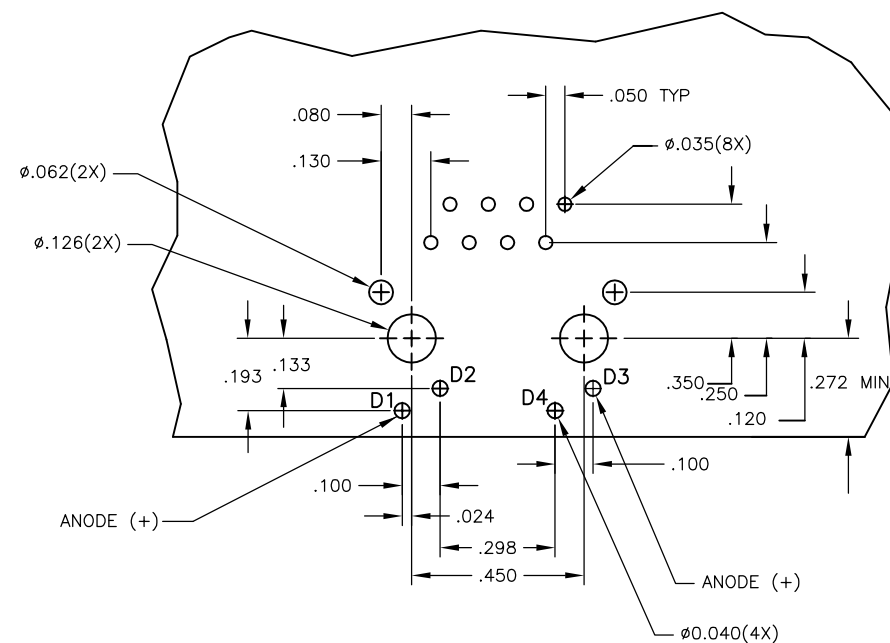 .080
.050 TYP
.130
ø.035(8X)
ø.062(2X)
ø.126(2X)
.133
.193
D2
D3
D1
D4
.350
.272 MIN
.250
.120
.100
.100
.024
ANODE (+)
.298
.450
ANODE (+)
ø0.040(4X)